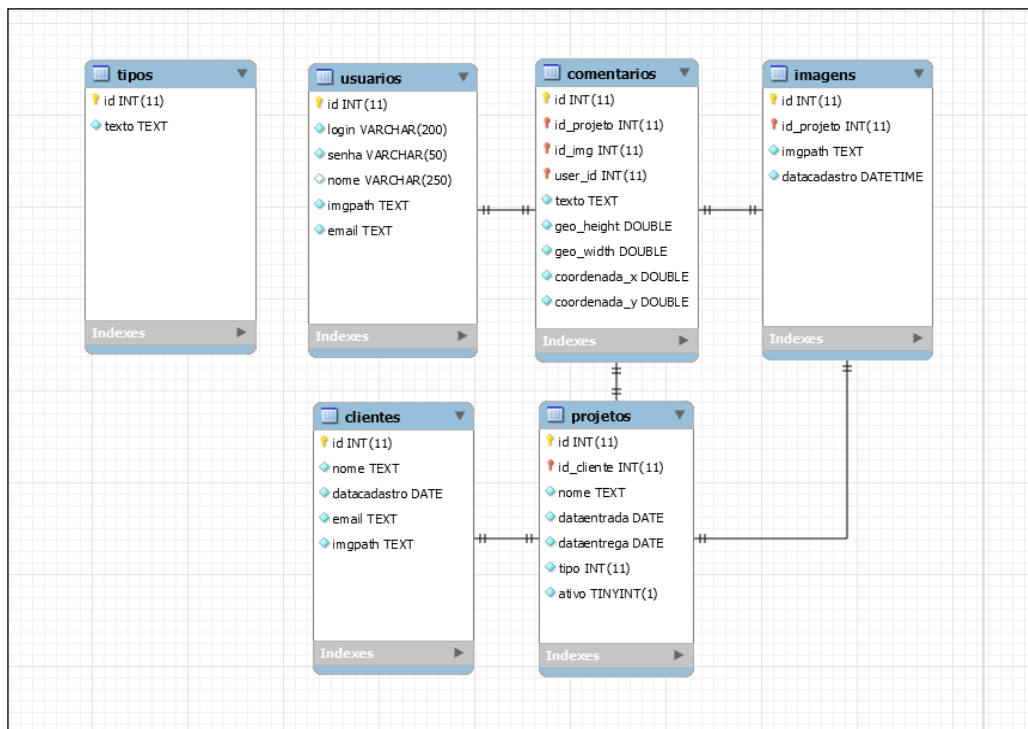 tipos
id INT(11)
texto TEXT
Indexes
usuarios
id INT(11)
login VARCHAR(200)
senha VARCHAR(50)
nome VARCHAR(250)
imgpath TEXT
email TEXT
Indexes
comentarios
id INT(11)
id_projeto INT(11)
id_img INT(11)
user_id INT(11)
texto TEXT
geo_height DOUBLE
geo_width DOUBLE
coordenada_x DOUBLE
coordenada_y DOUBLE
Indexes
imagens
id INT(11)
id_projeto INT(11)
imgpath TEXT
datacadastro DATETIME
Indexes
clientes
id INT(11)
nome TEXT
datacadastro DATE
email TEXT
imgpath TEXT
Indexes
projetos
id INT(11)
id_cliente INT(11)
nome TEXT
dataentrada DATE
dataentrega DATE
tipo INT(11)
ativo TINYINT(1)
Indexes